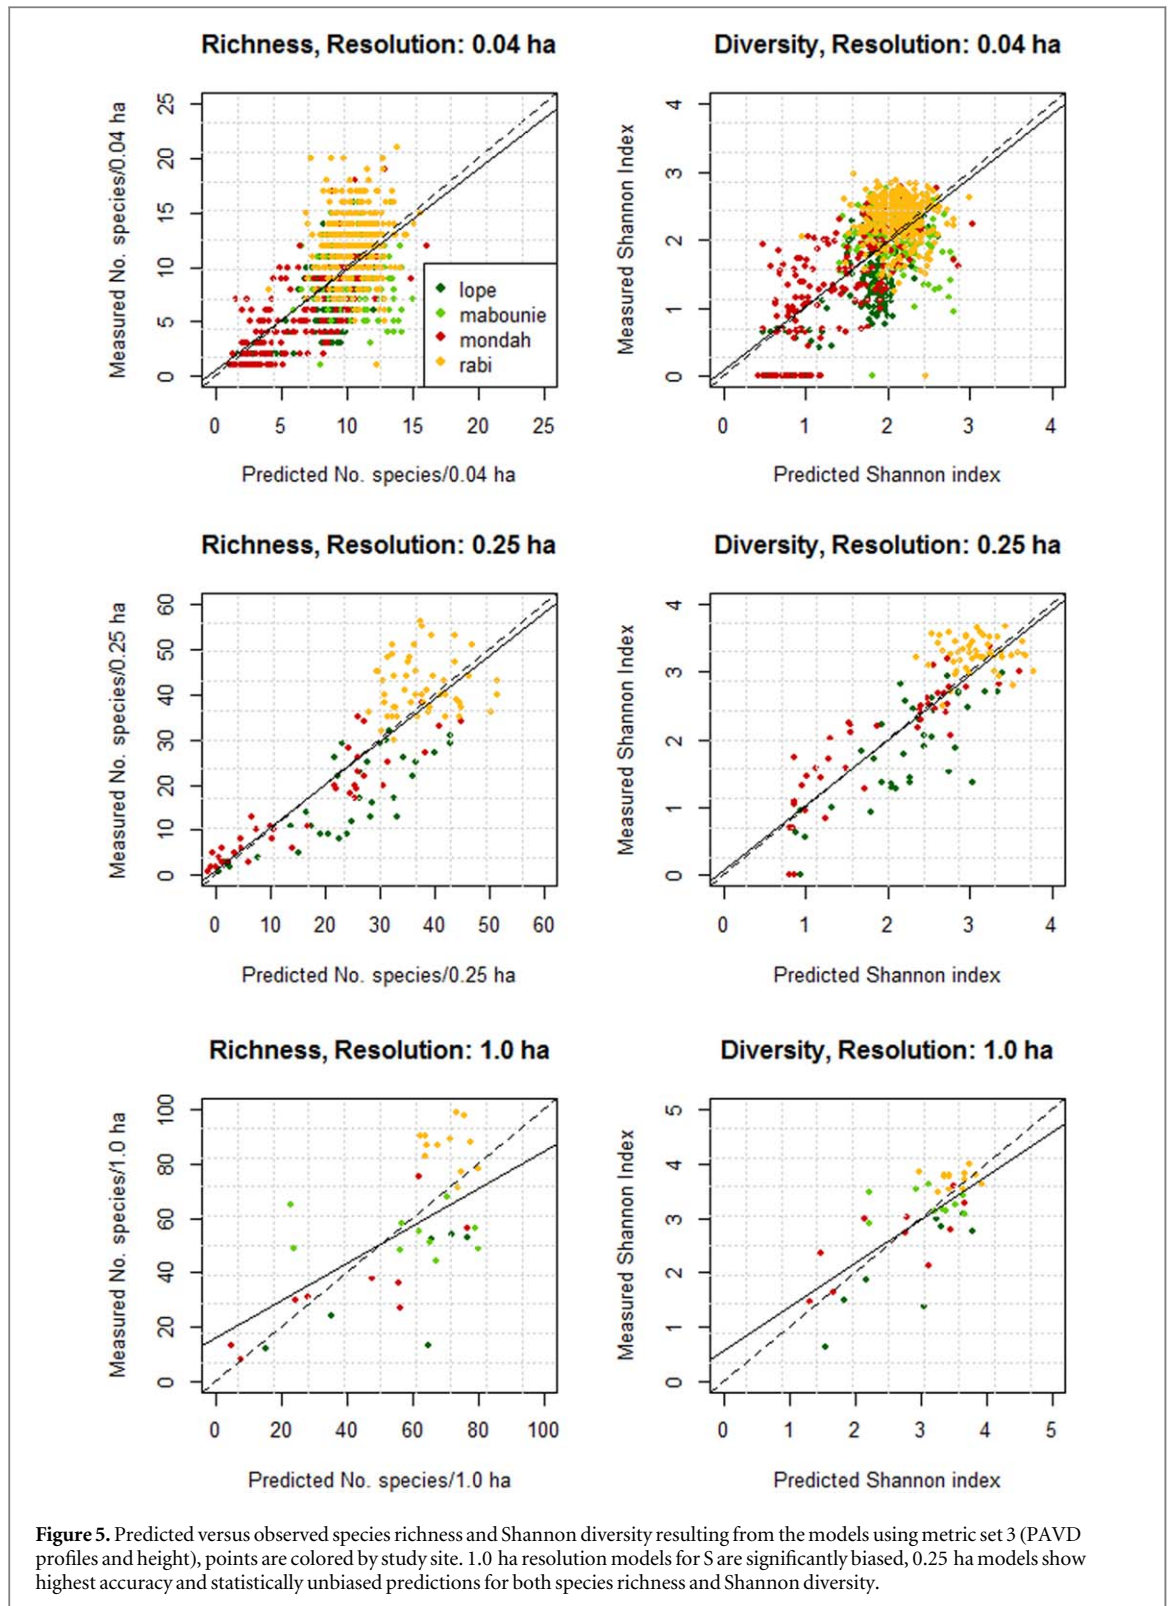 Richness, Resolution: 0.04 ha
Measured No. species/0.04 ha
25
20
15
10
5
0
lope
mabounie
mondah
rabi
0 5 10 15 20 25
Predicted No. species/0.04 ha
Diversity, Resolution: 0.04 ha
Measured Shannon Index
4
3
2
1
0
0 1 2 3 4
Predicted Shannon index
Richness, Resolution: 0.25 ha
Measured No. species/0.25 ha
60
50
40
30
20
10
0
0 10 20 30 40 50 60
Predicted No. species/0.25 ha
Diversity, Resolution: 0.25 ha
Measured Shannon Index
4
3
2
1
0
0 1 2 3 4
Predicted Shannon index
Richness, Resolution: 1.0 ha
Measured No. species/1.0 ha
100
80
60
40
20
0
0 20 40 60 80 100
Predicted No. species/1.0 ha
Diversity, Resolution: 1.0 ha
Measured Shannon Index
5
4
3
2
1
0
0 1 2 3 4 5
Predicted Shannon index
Figure 5. Predicted versus observed species richness and Shannon diversity resulting from the models using metric set 3 (PAVD
profiles and height), points are colored by study site. 1.0 ha resolution models for S are significantly biased, 0.25 ha models show
highest accuracy and statistically unbiased predictions for both species richness and Shannon diversity.